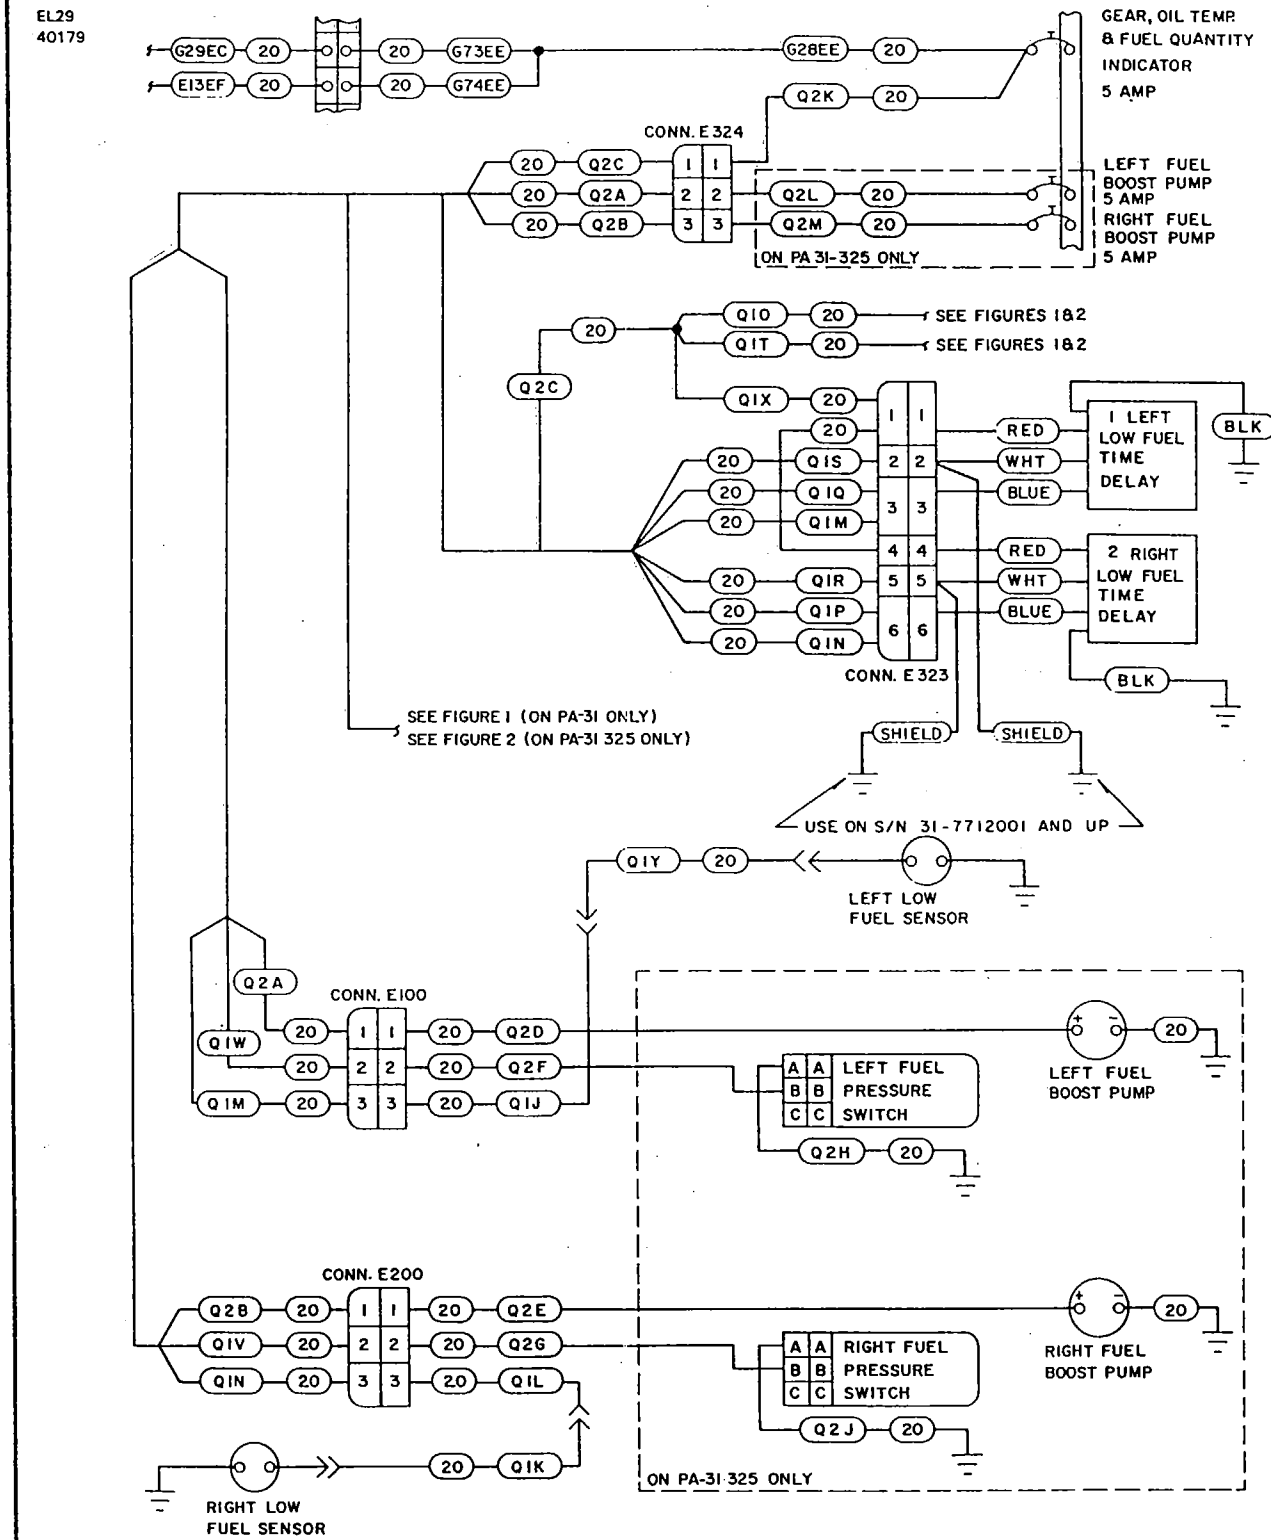 EL29
40179
G29EC 20 20 G73EE G28EE 20
GEAR, OIL TEMP.
& FUEL QUANTITY
INDICATOR
5 AMP
E13EF 20 20 G74EE
Q2K 20
CONN. E324
20 Q2C 1 1
20 Q2A 2 2 Q2L 20
20 Q2B 3 3 Q2M 20
LEFT FUEL
BOOST PUMP
5 AMP
RIGHT FUEL
BOOST PUMP
5 AMP
ON PA 31-325 ONLY
Q1O 20 SEE FIGURES 1&2
20
Q1T 20 SEE FIGURES 1&2
Q2C
Q1X 20
1 1
20
RED
1 LEFT
LOW FUEL
TIME
DELAY
BLK
20 Q1S 2 2 WHT
20 Q1Q BLUE
3 3
20 Q1M
4 4 RED
2 RIGHT
LOW FUEL
TIME
DELAY
20 Q1R 5 5 WHT
20 Q1P BLUE
6 6
20 Q1N
CONN. E323
BLK
SEE FIGURE 1 (ON PA-31 ONLY)
SEE FIGURE 2 (ON PA-31 325 ONLY)
SHIELD SHIELD
USE ON S/N 31-7712001 AND UP
Q1Y 20
LEFT LOW
FUEL SENSOR
Q2A
CONN. E100
20 1 1 20 Q2D
+ - 20
Q1W
20 2 2 20 Q2F
LEFT FUEL
BOOST PUMP
A A LEFT FUEL
B B PRESSURE
C C SWITCH
Q1M 20 3 3 20 Q1J
Q2H 20
CONN. E200
Q2B 20 1 1 20 Q2E
+ - 20
Q1V 20 2 2 20 Q2G
RIGHT FUEL
BOOST PUMP
A A RIGHT FUEL
B B PRESSURE
C C SWITCH
Q1N 20 3 3 20 Q1L
Q2J 20
20 Q1K
ON PA-31-325 ONLY
RIGHT LOW
FUEL SENSOR